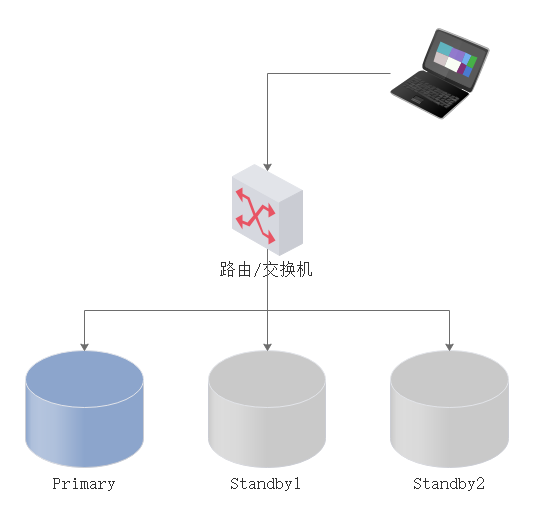 路由/交换机
Primary
Standby1
Standby2